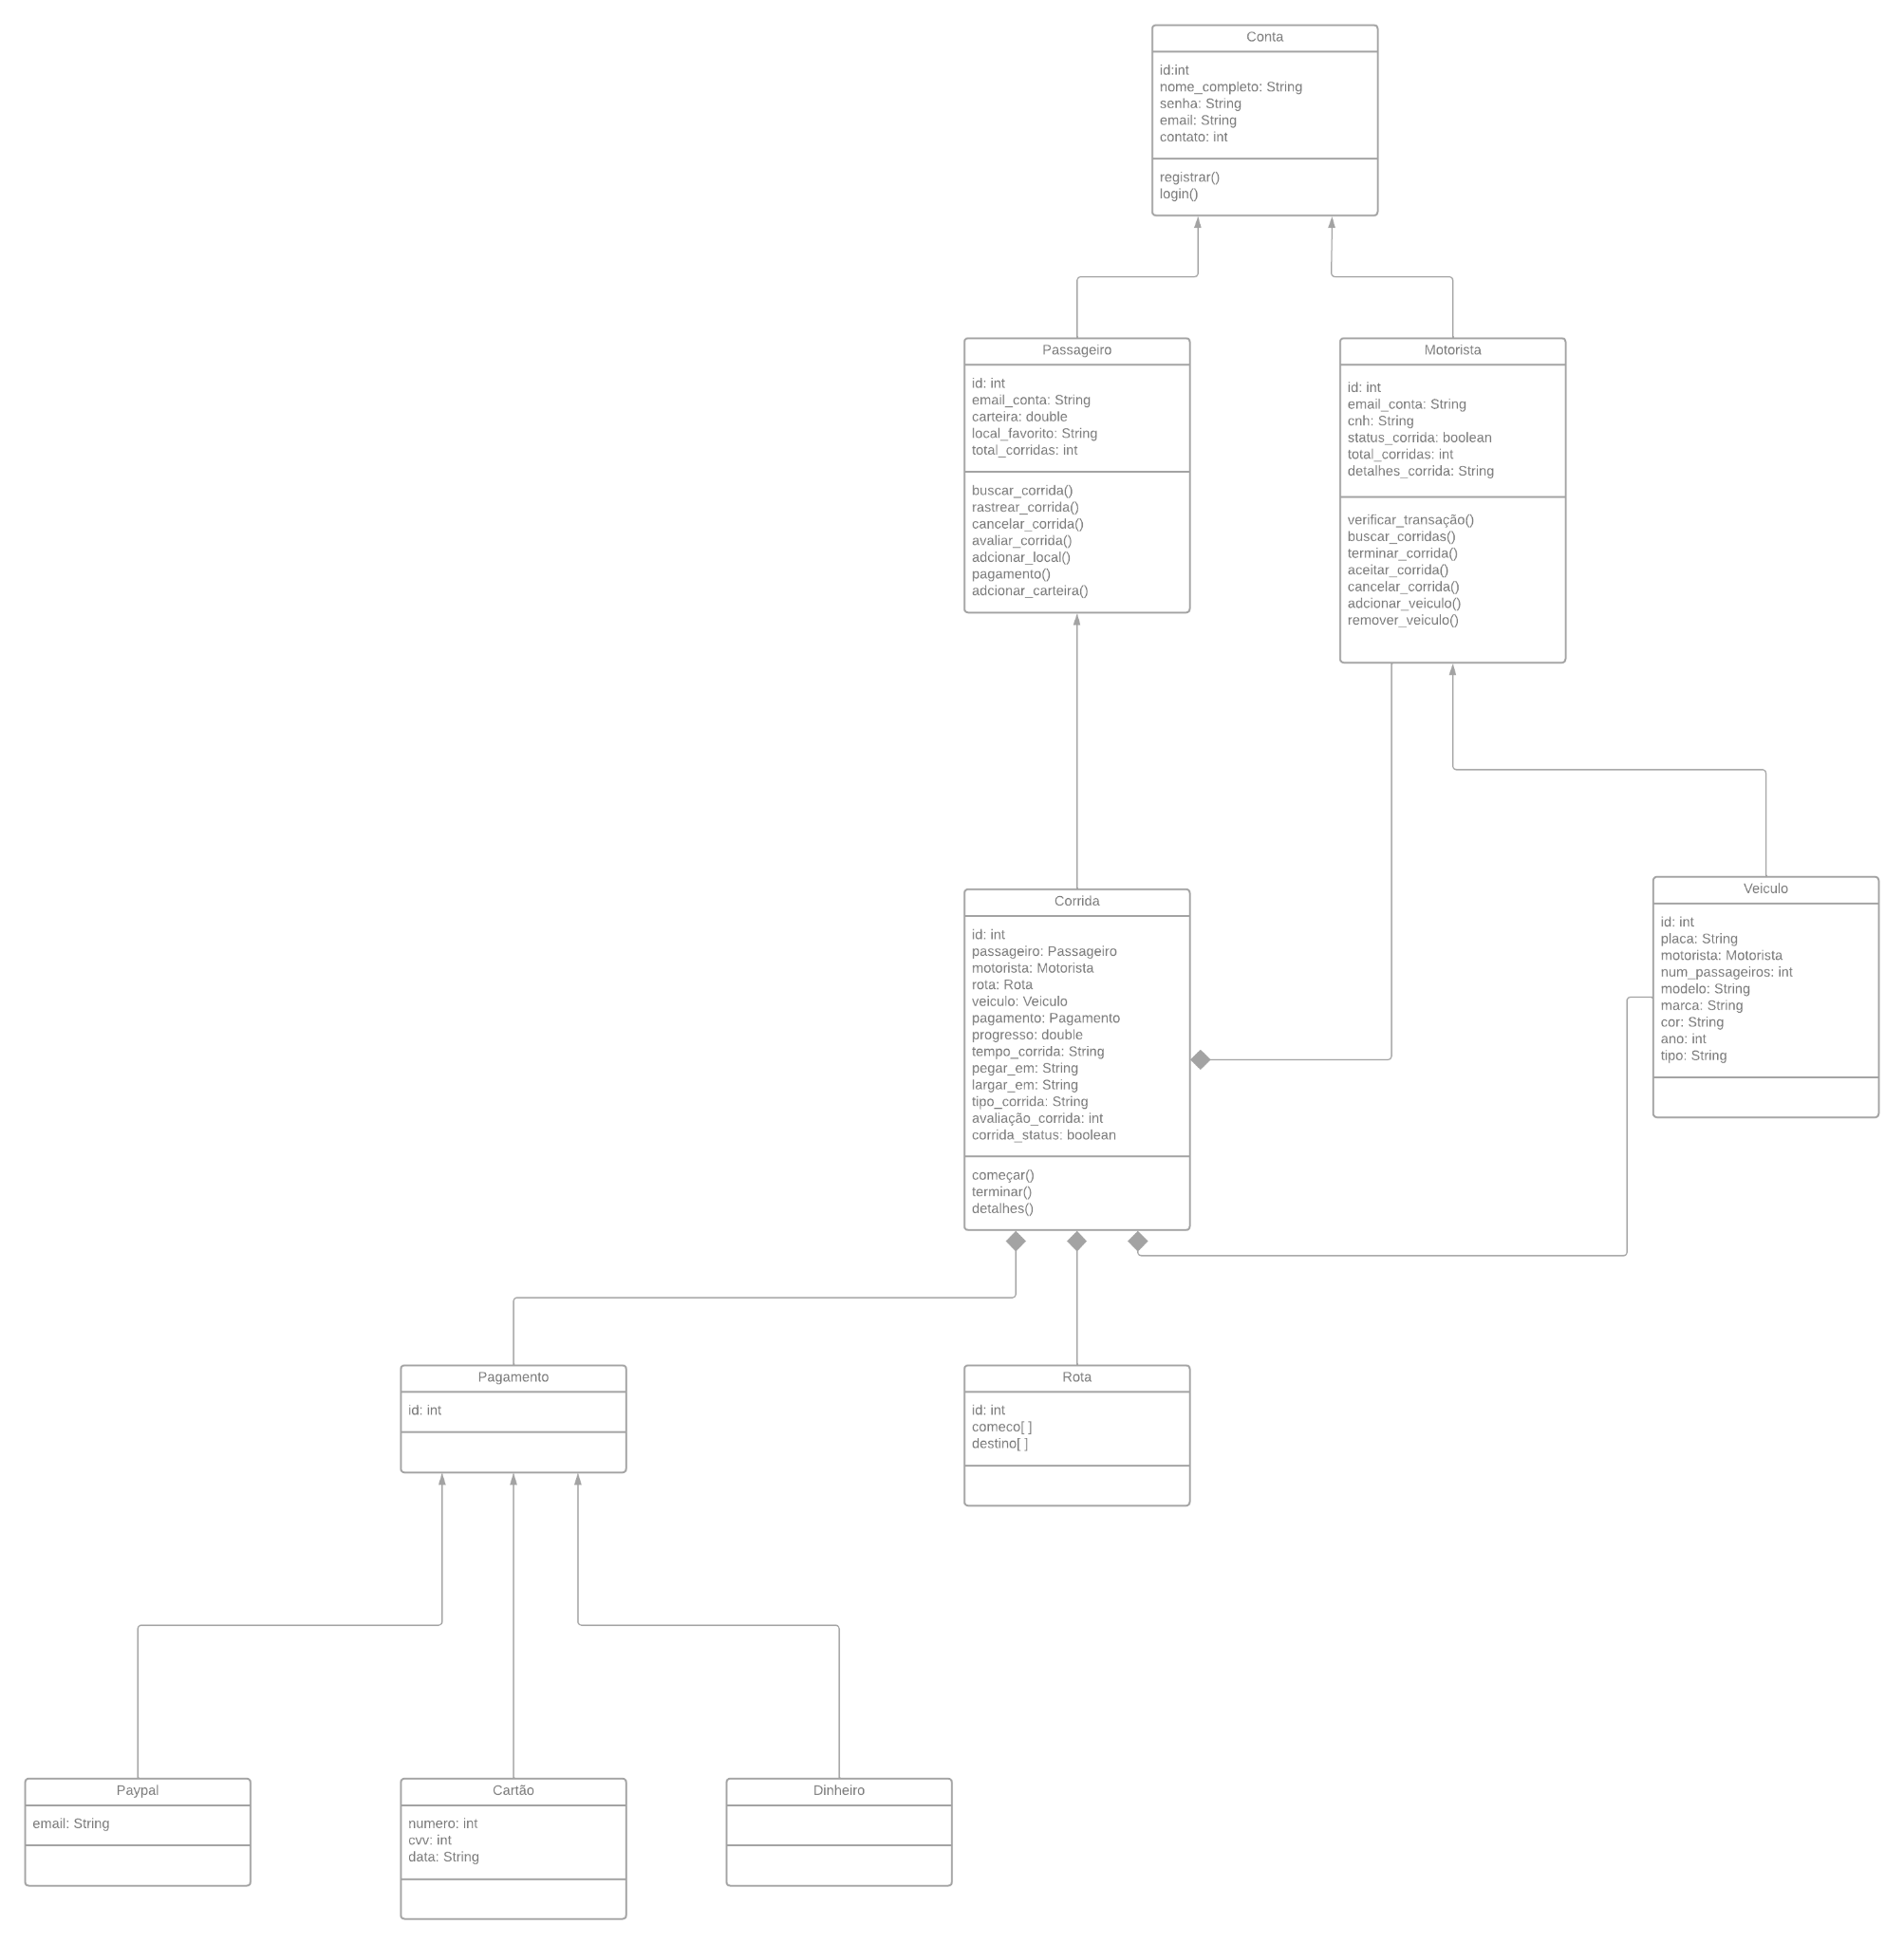 Conta
id:int
nome_completo: String
senha: String
email: String
contato: int
registrar()
login()
Passageiro
id: int
email_conta: String
carteira: double
local_favorito: String
total_corridas: int
buscar_corrida()
rastrear_corrida()
cancelar_corrida()
avaliar_corrida()
adcionar_local()
pagamento()
adcionar_carteira()
Motorista
id: int
email_conta: String
cnh: String
status_corrida: boolean
total_corridas: int
detalhes_corrida: String
verificar_transação()
buscar_corridas()
terminar_corrida()
aceitar_corrida()
cancelar_corrida()
adcionar_veiculo()
remover_veiculo()
Corrida
id: int
passageiro: Passageiro
motorista: Motorista
rota: Rota
veiculo: Veiculo
pagamento: Pagamento
progresso: double
tempo_corrida: String
pegar_em: String
largar_em: String
tipo_corrida: String
avaliação_corrida: int
corrida_status: boolean
começar()
terminar()
detalhes()
Veiculo
id: int
placa: String
motorista: Motorista
num_passageiros: int
modelo: String
marca: String
cor: String
ano: int
tipo: String
Pagamento
id: int
Rota
id: int
comeco[ ]
destino[ ]
Paypal
email: String
Cartão
numero: int
cvv: int
data: String
Dinheiro